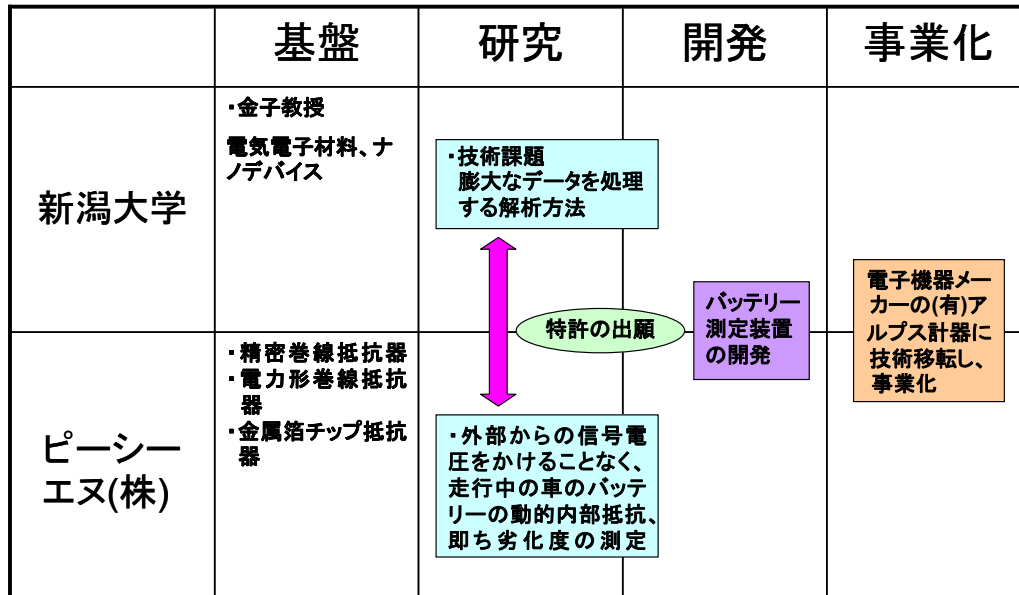 基盤
研究
開発
事業化
新潟大学
・金子教授
電気電子材料、ナ
ノデバイス
・技術課題
膨大なデータを処理
する解析方法
特許の出願
バッテリー
測定装置
の開発
電子機器メー
カーの(有)ア
ルプス計器に
技術移転し、
事業化
ピーシー
エヌ(株)
・精密巻線抵抗器
・電力形巻線抵抗
器
・金属箔チップ抵抗
器
・外部からの信号電
圧をかけることなく、
走行中の車のバッテ
リーの動的内部抵抗、
即ち劣化度の測定